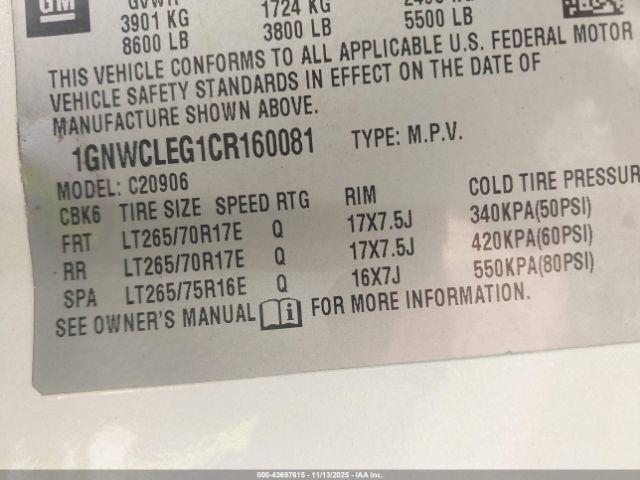 GM
GVWR
3901 KG 1724 KG KG
8600 LB 3800 LB 5500 LB
THIS VEHICLE CONFORMS TO ALL APPLICABLE U.S. FEDERAL MOTOR
VEHICLE SAFETY STANDARDS IN EFFECT ON THE DATE OF
MANUFACTURE SHOWN ABOVE.
1GNWCLEG1CR160081 TYPE: M.P.V.
MODEL: C20906
CBK6 TIRE SIZE SPEED RTG RIM COLD TIRE PRESSUR
FRT LT265/70R17E Q 17X7.5J 340KPA(50PSI)
RR LT265/70R17E Q 17X7.5J 420KPA(60PSI)
SPA LT265/75R16E Q 16X7J 550KPA(80PSI)
SEE OWNER'S MANUAL i FOR MORE INFORMATION.
000-43697615 - 11/13/2025 - IAA Inc.